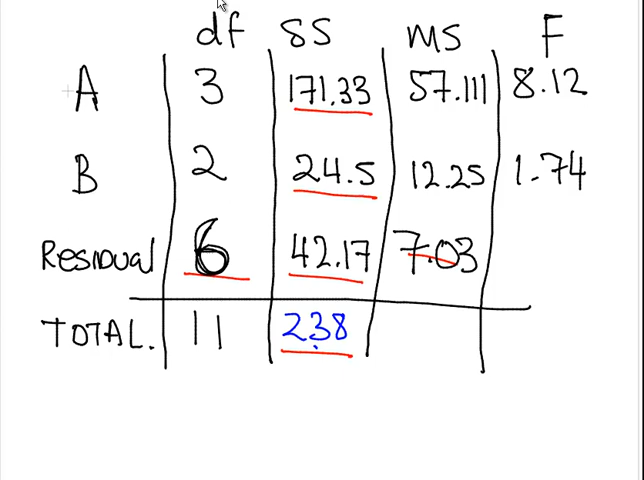 df SS MS F
A 3 171.33 57.111 8.12
B 2 24.5 12.25 1.74
Residual 6 42.17 7.03
TOTAL. 11 238